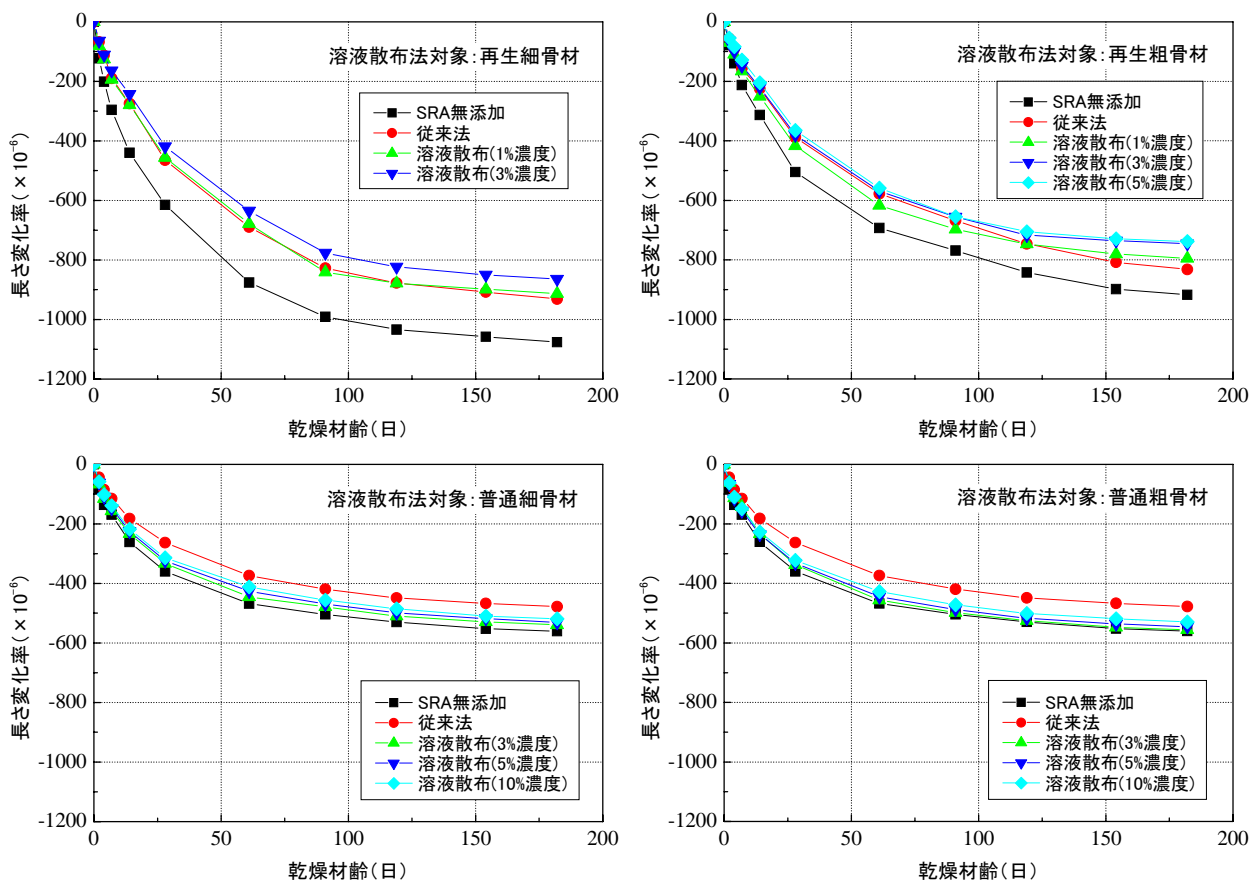 溶液散布法対象：再生細骨材
SRA無添加
従来法
溶液散布(1%濃度)
溶液散布(3%濃度)
長さ変化率(×10⁻⁶)
0
-200
-400
-600
-800
-1000
-1200
0 50 100 150 200
乾燥材齢(日)
溶液散布法対象：再生粗骨材
SRA無添加
従来法
溶液散布(1%濃度)
溶液散布(3%濃度)
溶液散布(5%濃度)
長さ変化率(×10⁻⁶)
0
-200
-400
-600
-800
-1000
-1200
0 50 100 150 200
乾燥材齢(日)
溶液散布法対象：普通細骨材
SRA無添加
従来法
溶液散布(3%濃度)
溶液散布(5%濃度)
溶液散布(10%濃度)
長さ変化率(×10⁻⁶)
0
-200
-400
-600
-800
-1000
-1200
0 50 100 150 200
乾燥材齢(日)
溶液散布法対象：普通粗骨材
SRA無添加
従来法
溶液散布(3%濃度)
溶液散布(5%濃度)
溶液散布(10%濃度)
長さ変化率(×10⁻⁶)
0
-200
-400
-600
-800
-1000
-1200
0 50 100 150 200
乾燥材齢(日)